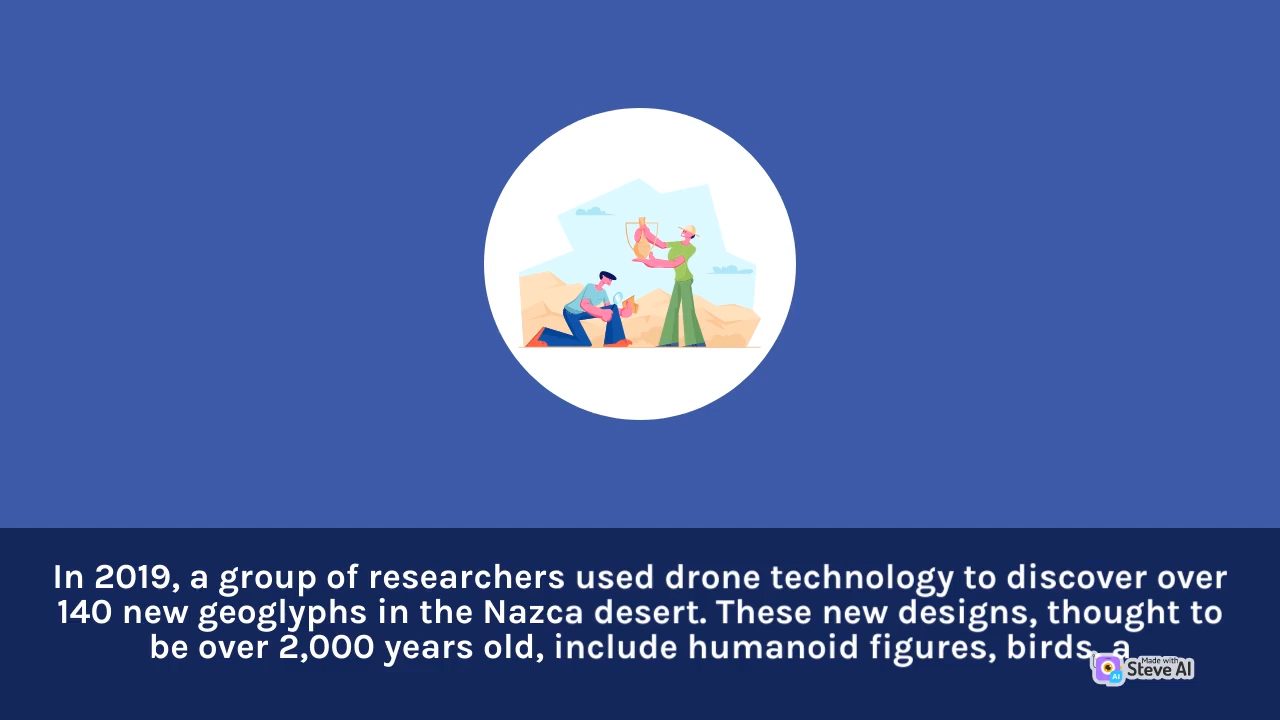 In 2019, a group of researchers used drone technology to discover over
140 new geoglyphs in the Nazca desert. These new designs, thought to
be over 2,000 years old, include humanoid figures, birds, a
Made with
Steve AI
AI